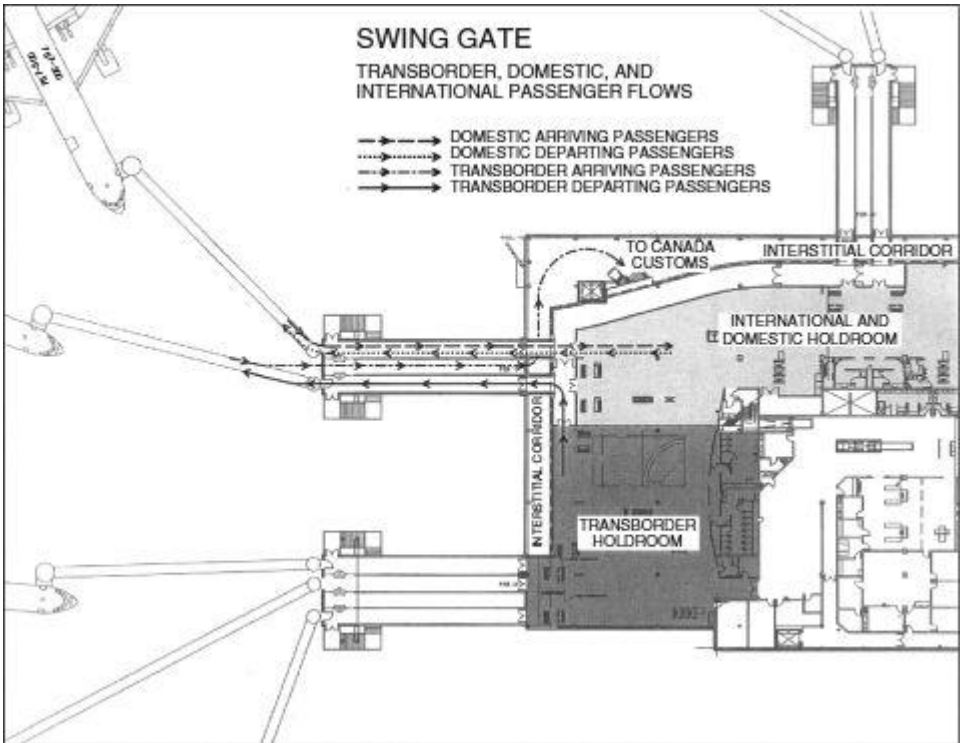 SWING GATE
TRANSBORDER, DOMESTIC, AND
INTERNATIONAL PASSENGER FLOWS
DOMESTIC ARRIVING PASSENGERS
DOMESTIC DEPARTING PASSENGERS
TRANSBORDER ARRIVING PASSENGERS
TRANSBORDER DEPARTING PASSENGERS
TO CANADA
CUSTOMS
INTERSTITIAL CORRIDOR
INTERNATIONAL AND
DOMESTIC HOLDROOM
INTERSTITIAL CORRIDOR
TRANSBORDER
HOLDROOM